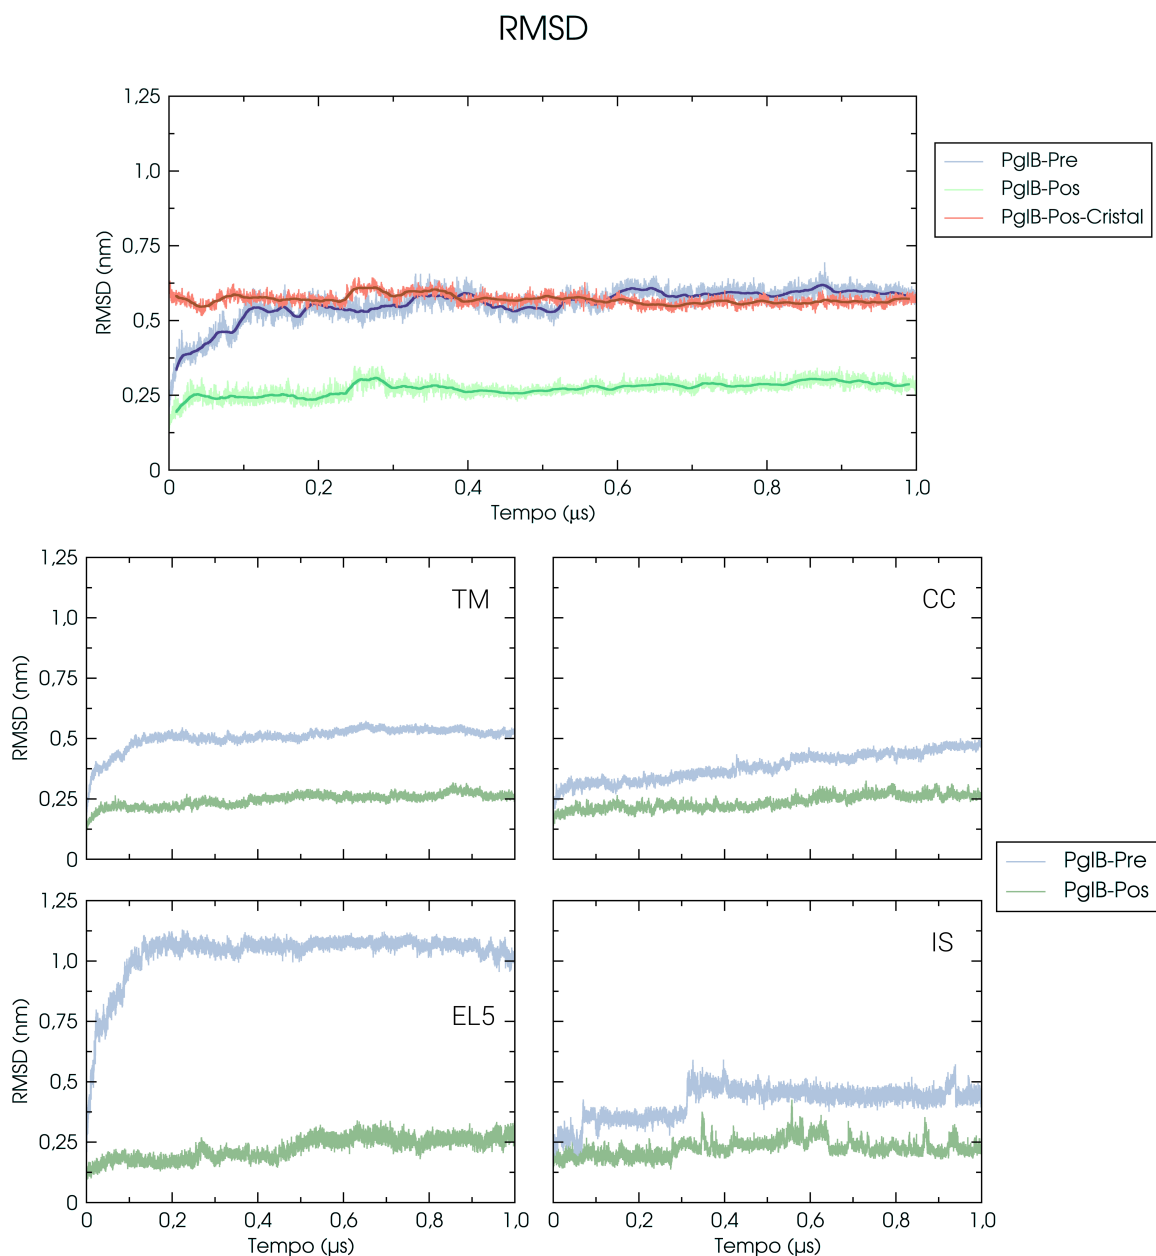 RMSD
1,25
1,0
0,75
0,5
0,25
0
RMSD (nm)
0 0,2 0,4 0,6 0,8 1,0
Tempo (µs)
PglB-Pre
PglB-Pos
PglB-Pos-Cristal
1,25
1,0
0,75
0,5
0,25
0
RMSD (nm)
TM
CC
PglB-Pre
PglB-Pos
1,25
1,0
0,75
0,5
0,25
0
RMSD (nm)
EL5
IS
0 0,2 0,4 0,6 0,8 1,0
Tempo (µs)
0 0,2 0,4 0,6 0,8 1,0
Tempo (µs)